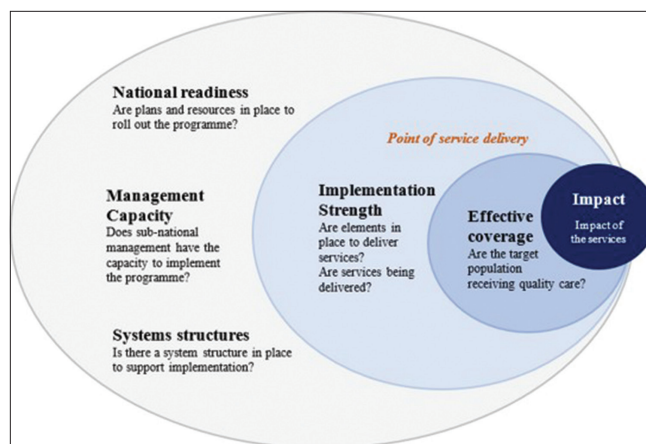 National readiness
Are plans and resources in place to
roll out the programme?
Point of service delivery
Management
Capacity
Does sub-national
management have the
capacity to implement
the programme?
Implementation
Strength
Are elements in
place to deliver
services?
Are services being
delivered?
Effective
coverage
Are the target
population
receiving quality care?
Impact
Impact of
the services
Systems structures
Is there a system structure in place
to support implementation?